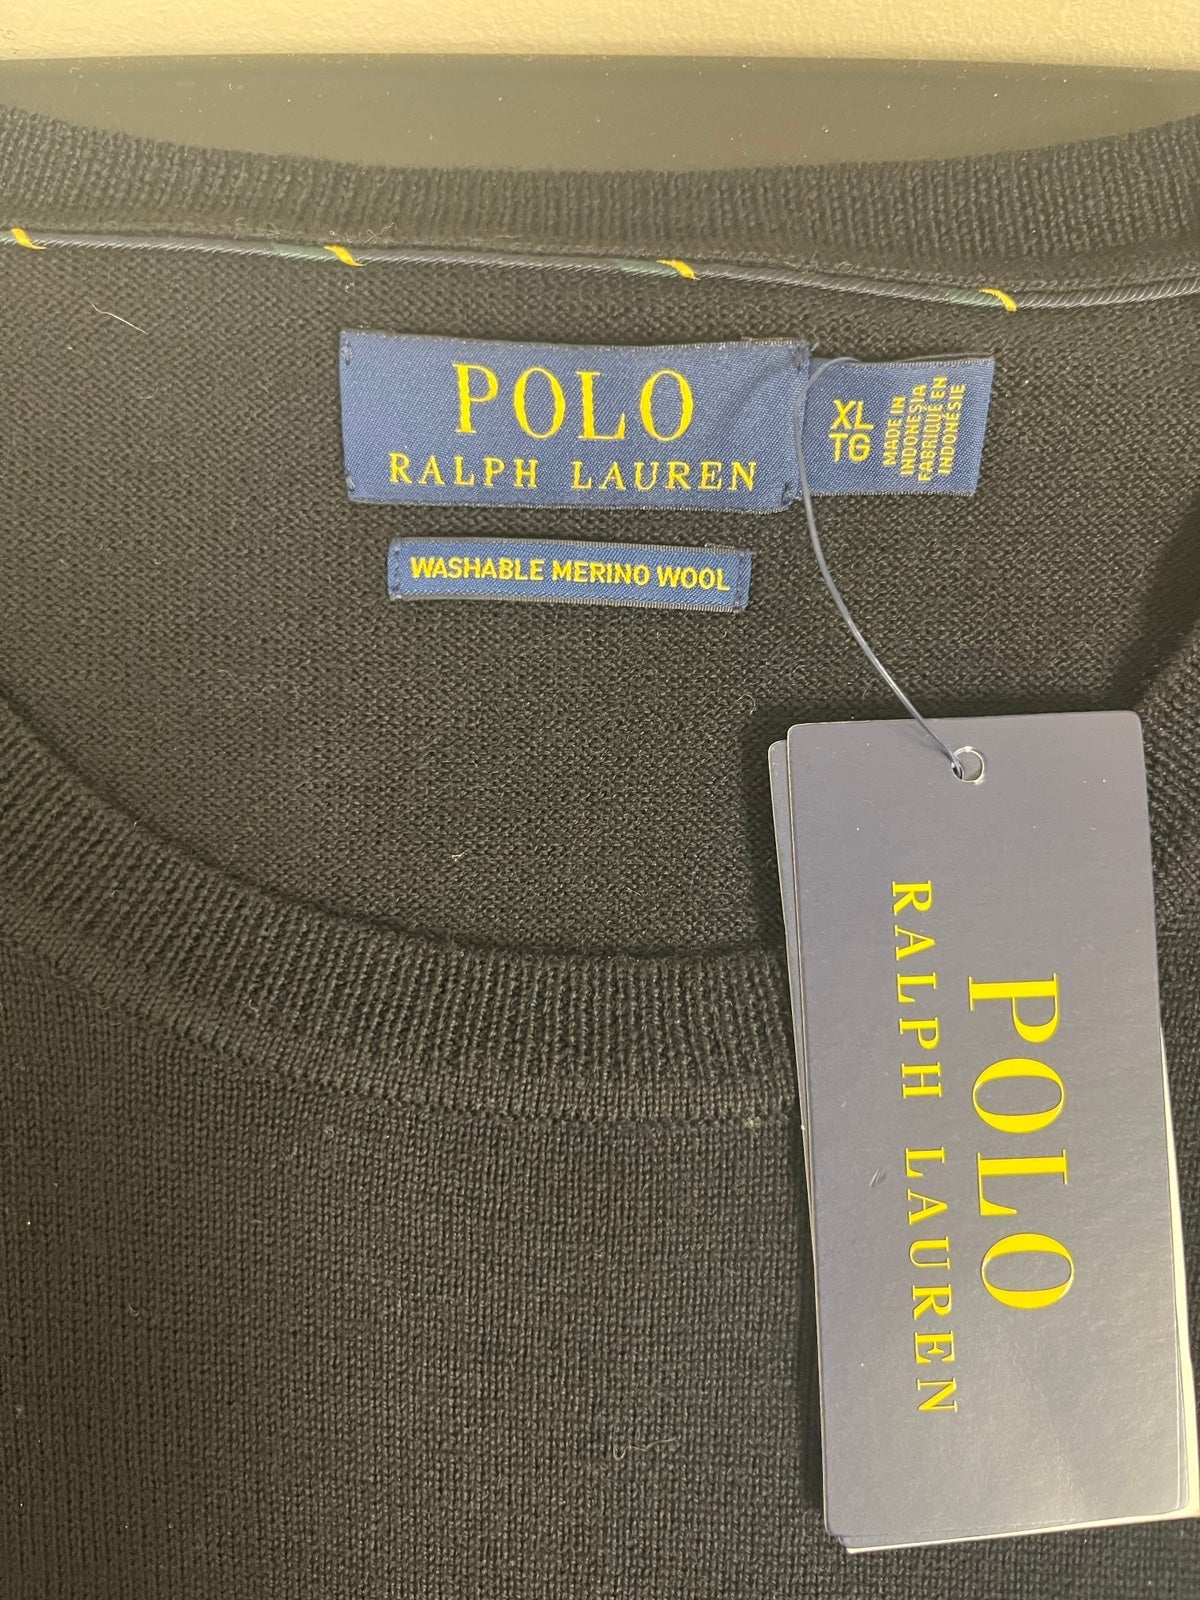 POLO
RALPH LAUREN
XL
TG
MADE IN
INDONESIA
FABRIQUÉ EN
INDONÉSIE
WASHABLE MERINO WOOL
POLO
RALPH LAUREN